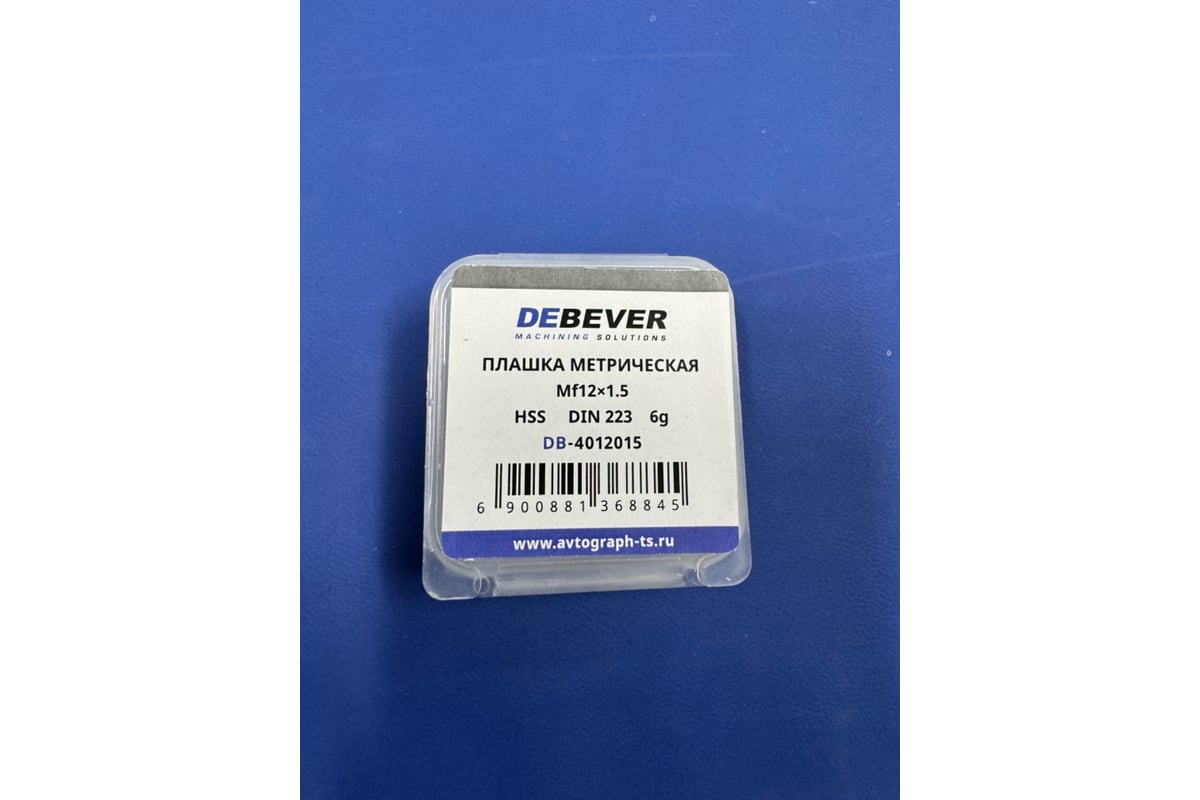 DEBEVER
MACHINING SOLUTIONS
ПЛАШКА МЕТРИЧЕСКАЯ
Mf12×1.5
HSS DIN 223 6g
DB-4012015
6 900881 368845
www.avtograph-ts.ru